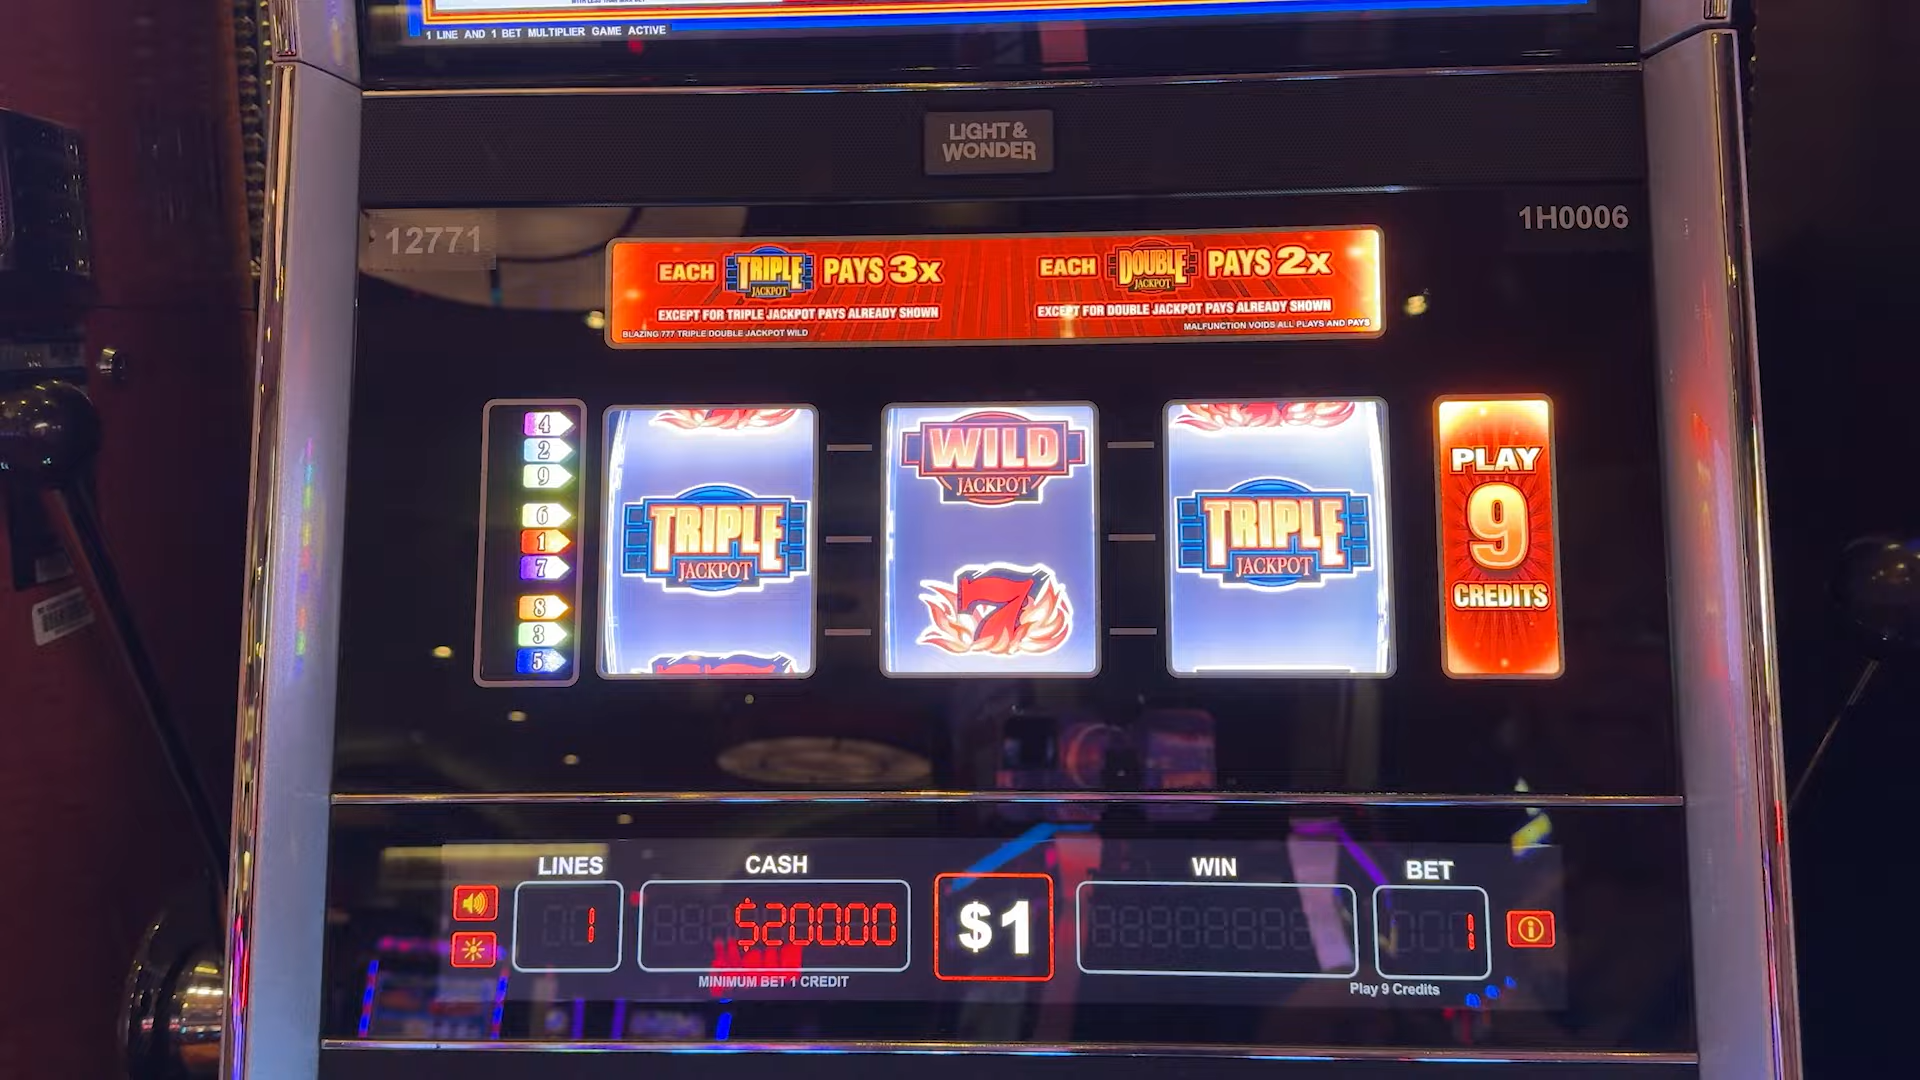 1 LINE AND 1 BET MULTIPLIER GAME ACTIVE
LIGHT &
WONDER
12771
1H0006
EACH TRIPLE JACKPOT PAYS 3x
EXCEPT FOR TRIPLE JACKPOT PAYS ALREADY SHOWN
BLAZING 777 TRIPLE DOUBLE JACKPOT WILD
EACH DOUBLE JACKPOT PAYS 2x
EXCEPT FOR DOUBLE JACKPOT PAYS ALREADY SHOWN
MALFUNCTION VOIDS ALL PLAYS AND PAYS
4
2
9
6
1
7
8
3
5
TRIPLE
JACKPOT
WILD
JACKPOT
7
TRIPLE
JACKPOT
PLAY
9
CREDITS
LINES
1
CASH
$200.00
MINIMUM BET 1 CREDIT
$1
WIN
BET
1
Play 9 Credits